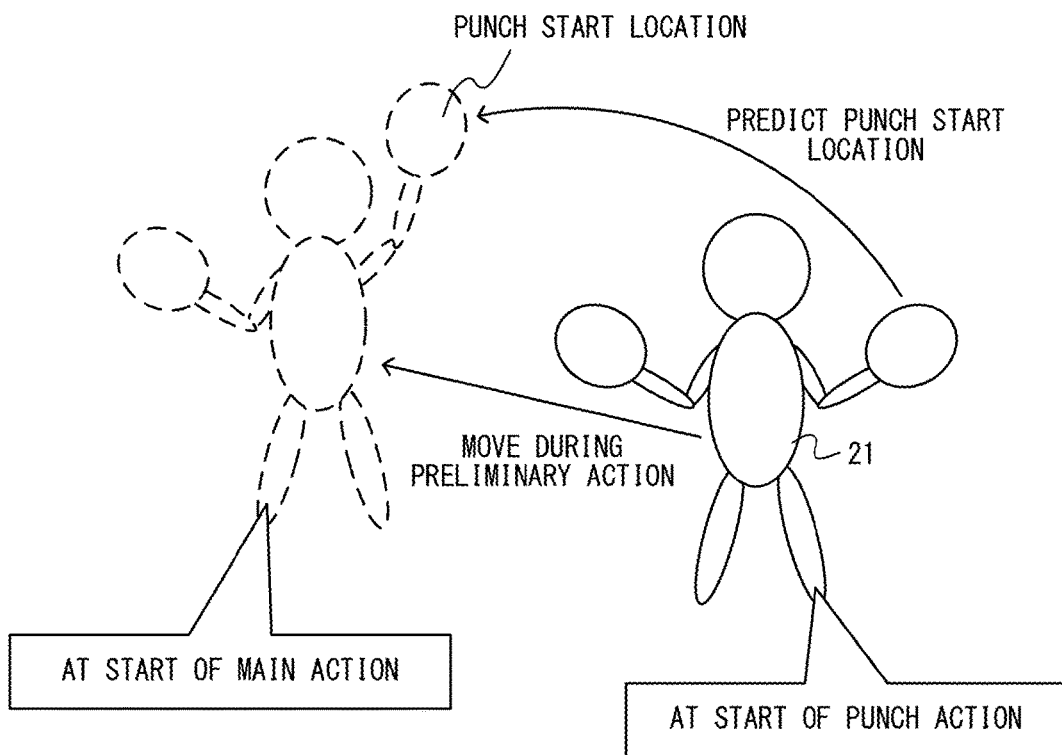 PUNCH START LOCATION
PREDICT PUNCH START
LOCATION
MOVE DURING
PRELIMINARY ACTION
21
AT START OF MAIN ACTION
AT START OF PUNCH ACTION